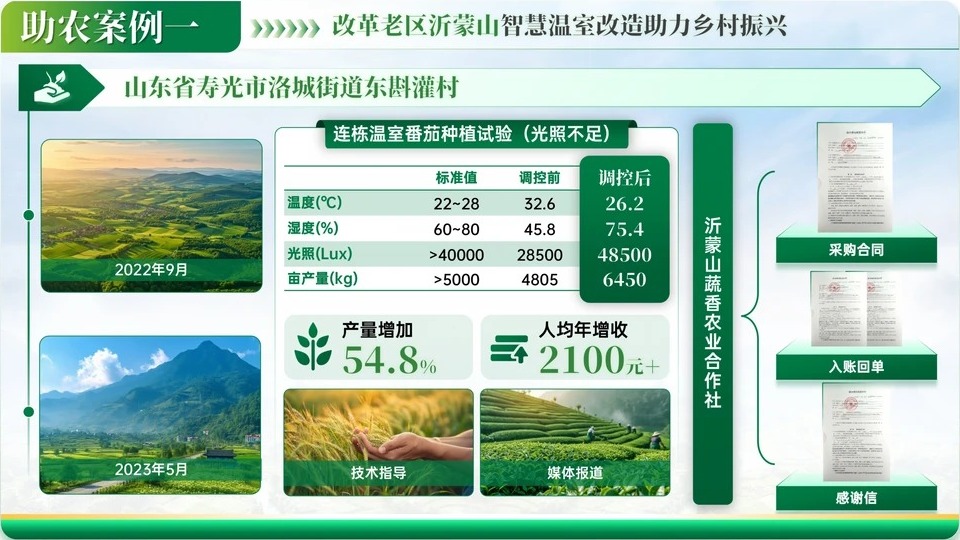 助农案例一
改革老区沂蒙山智慧温室改造助力乡村振兴
山东省寿光市洛城街道东斟灌村
2022年9月
2023年5月
连栋温室番茄种植试验（光照不足）
标准值 调控前 调控后
温度(℃) 22~28 32.6 26.2
湿度(%) 60~80 45.8 75.4
光照(Lux) >40000 28500 48500
亩产量(kg) >5000 4805 6450
产量增加
54.8%
人均年增收
2100元+
技术指导
媒体报道
沂蒙山蔬香农业合作社
采购合同
入账回单
感谢信